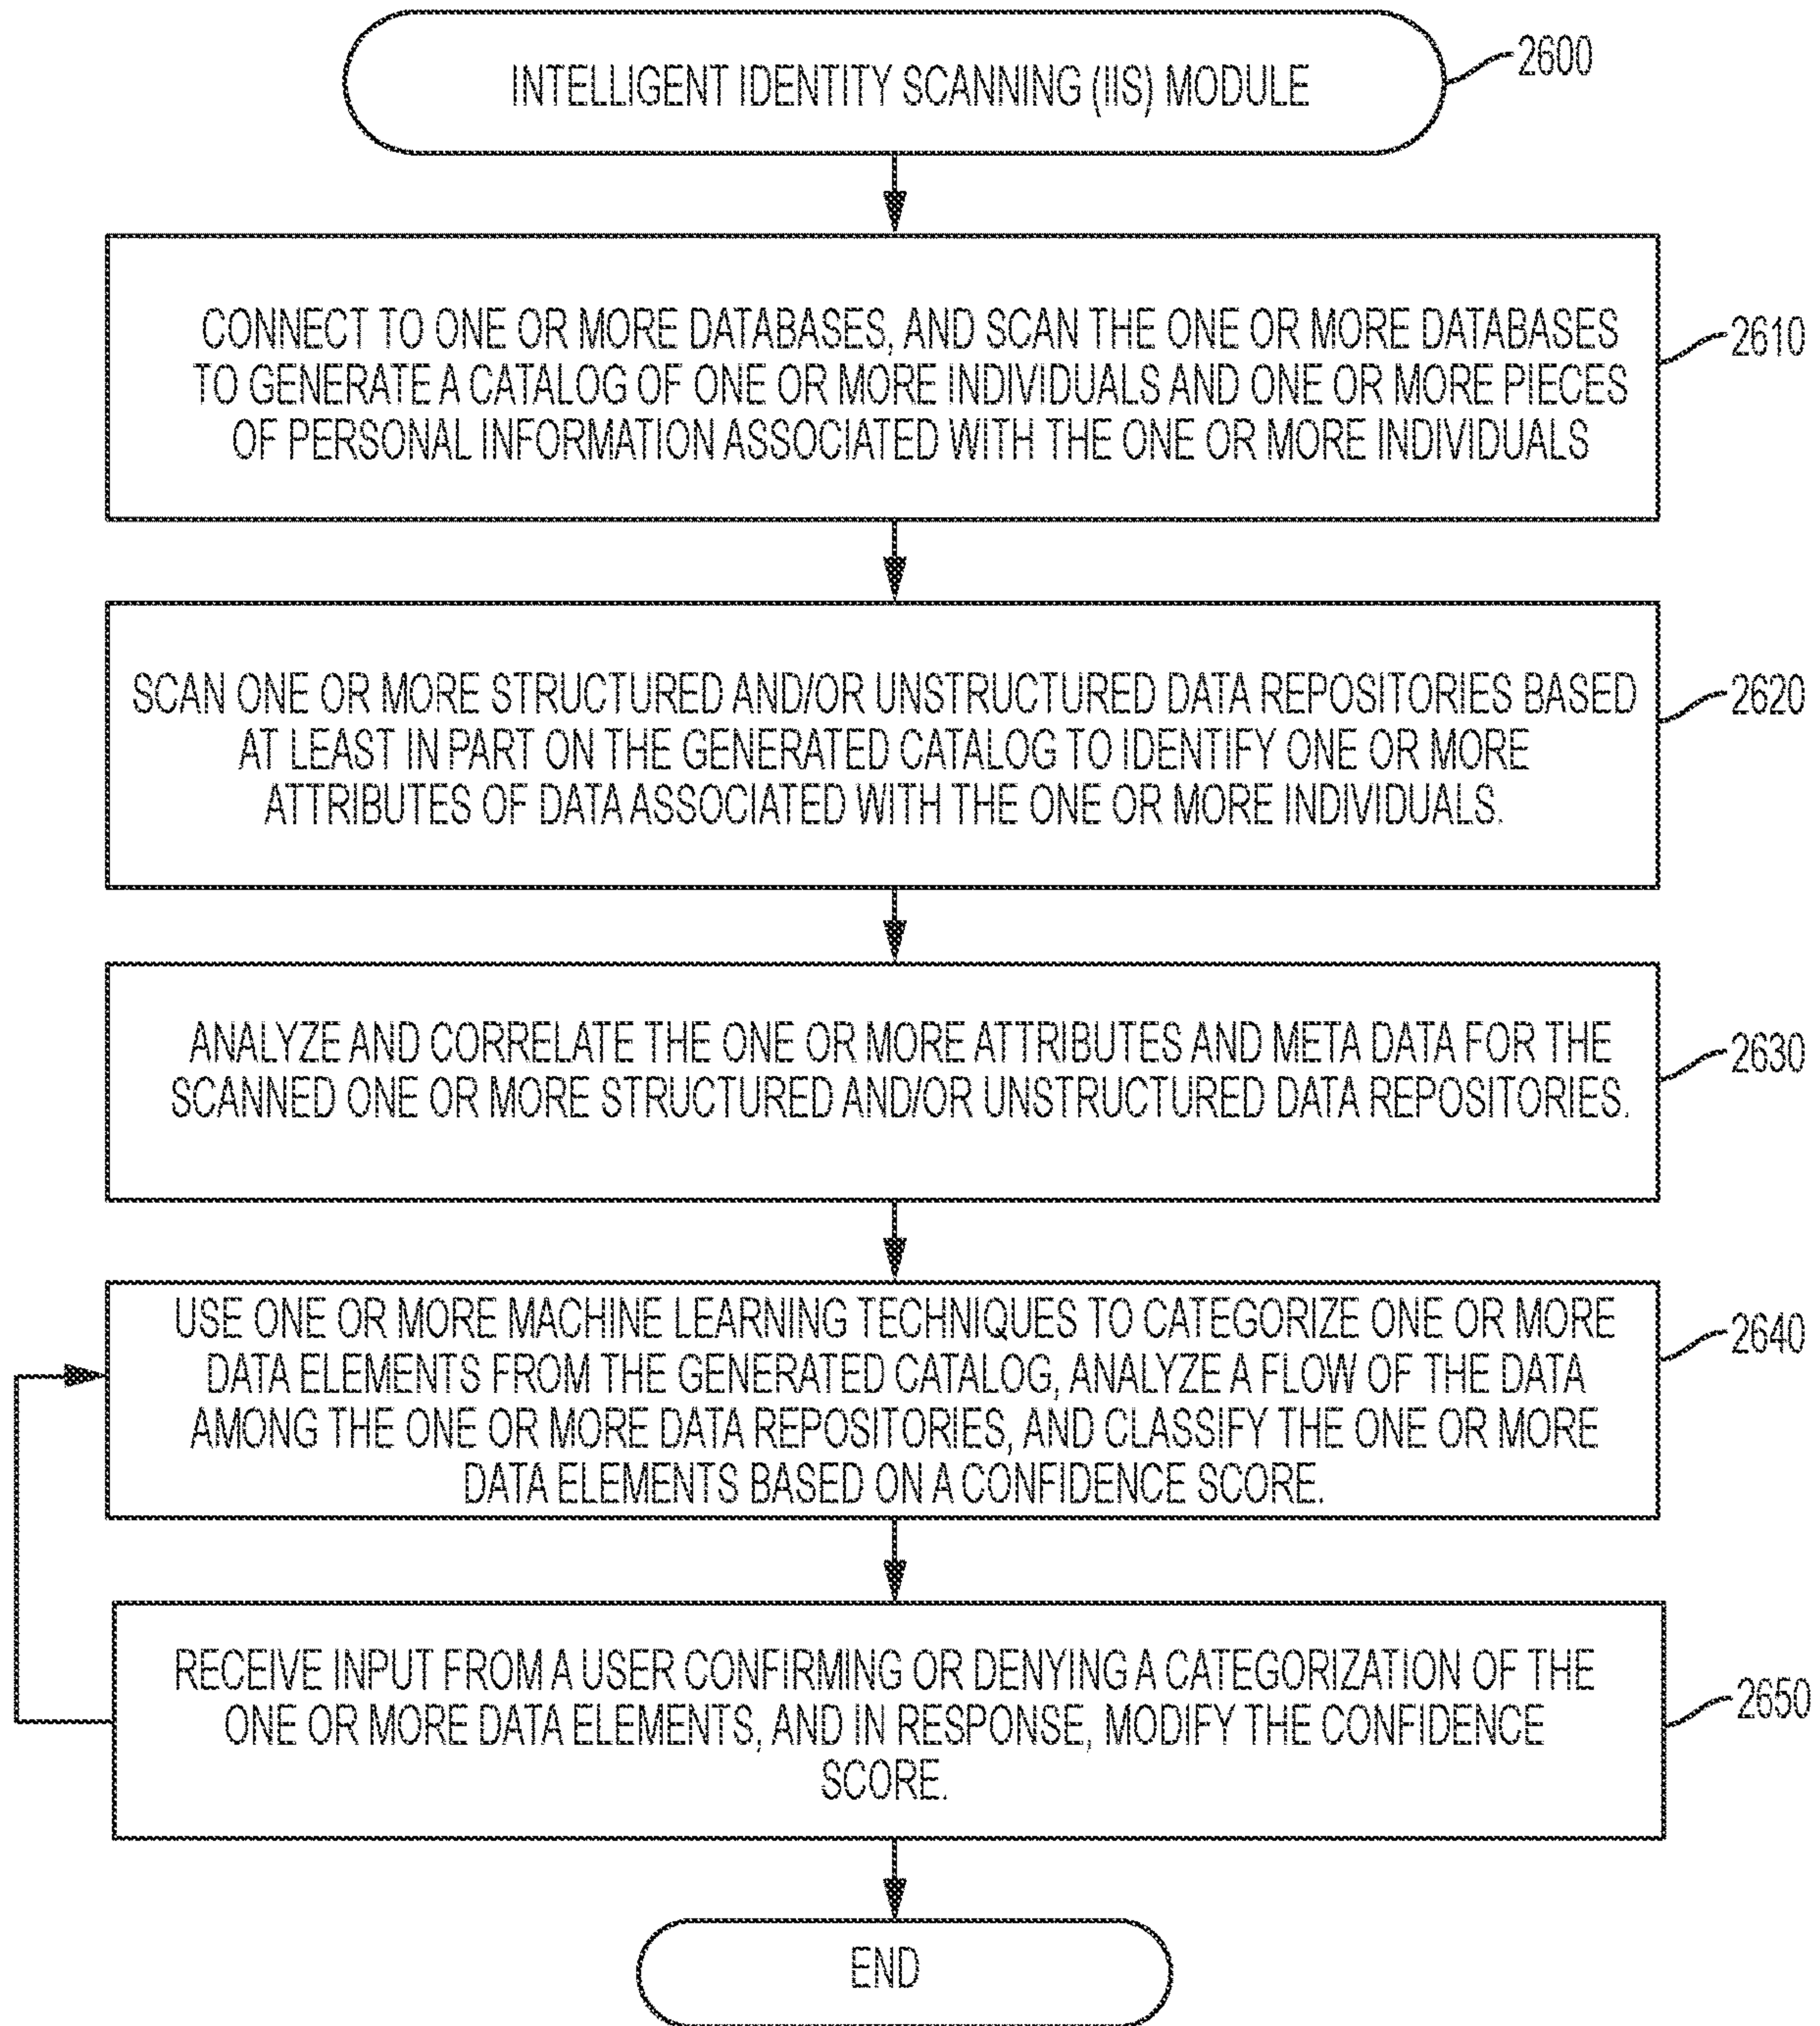 INTELLIGENT IDENTITY SCANNING (IIS) MODULE
2600
CONNECT TO ONE OR MORE DATABASES, AND SCAN THE ONE OR MORE DATABASES
TO GENERATE A CATALOG OF ONE OR MORE INDIVIDUALS AND ONE OR MORE PIECES
OF PERSONAL INFORMATION ASSOCIATED WITH THE ONE OR MORE INDIVIDUALS
2610
SCAN ONE OR MORE STRUCTURED AND/OR UNSTRUCTURED DATA REPOSITORIES BASED
AT LEAST IN PART ON THE GENERATED CATALOG TO IDENTIFY ONE OR MORE
ATTRIBUTES OF DATA ASSOCIATED WITH THE ONE OR MORE INDIVIDUALS.
2620
ANALYZE AND CORRELATE THE ONE OR MORE ATTRIBUTES AND META DATA FOR THE
SCANNED ONE OR MORE STRUCTURED AND/OR UNSTRUCTURED DATA REPOSITORIES.
2630
USE ONE OR MORE MACHINE LEARNING TECHNIQUES TO CATEGORIZE ONE OR MORE
DATA ELEMENTS FROM THE GENERATED CATALOG, ANALYZE A FLOW OF THE DATA
AMONG THE ONE OR MORE DATA REPOSITORIES, AND CLASSIFY THE ONE OR MORE
DATA ELEMENTS BASED ON A CONFIDENCE SCORE.
2640
RECEIVE INPUT FROM A USER CONFIRMING OR DENYING A CATEGORIZATION OF THE
ONE OR MORE DATA ELEMENTS, AND IN RESPONSE, MODIFY THE CONFIDENCE
SCORE.
2650
END